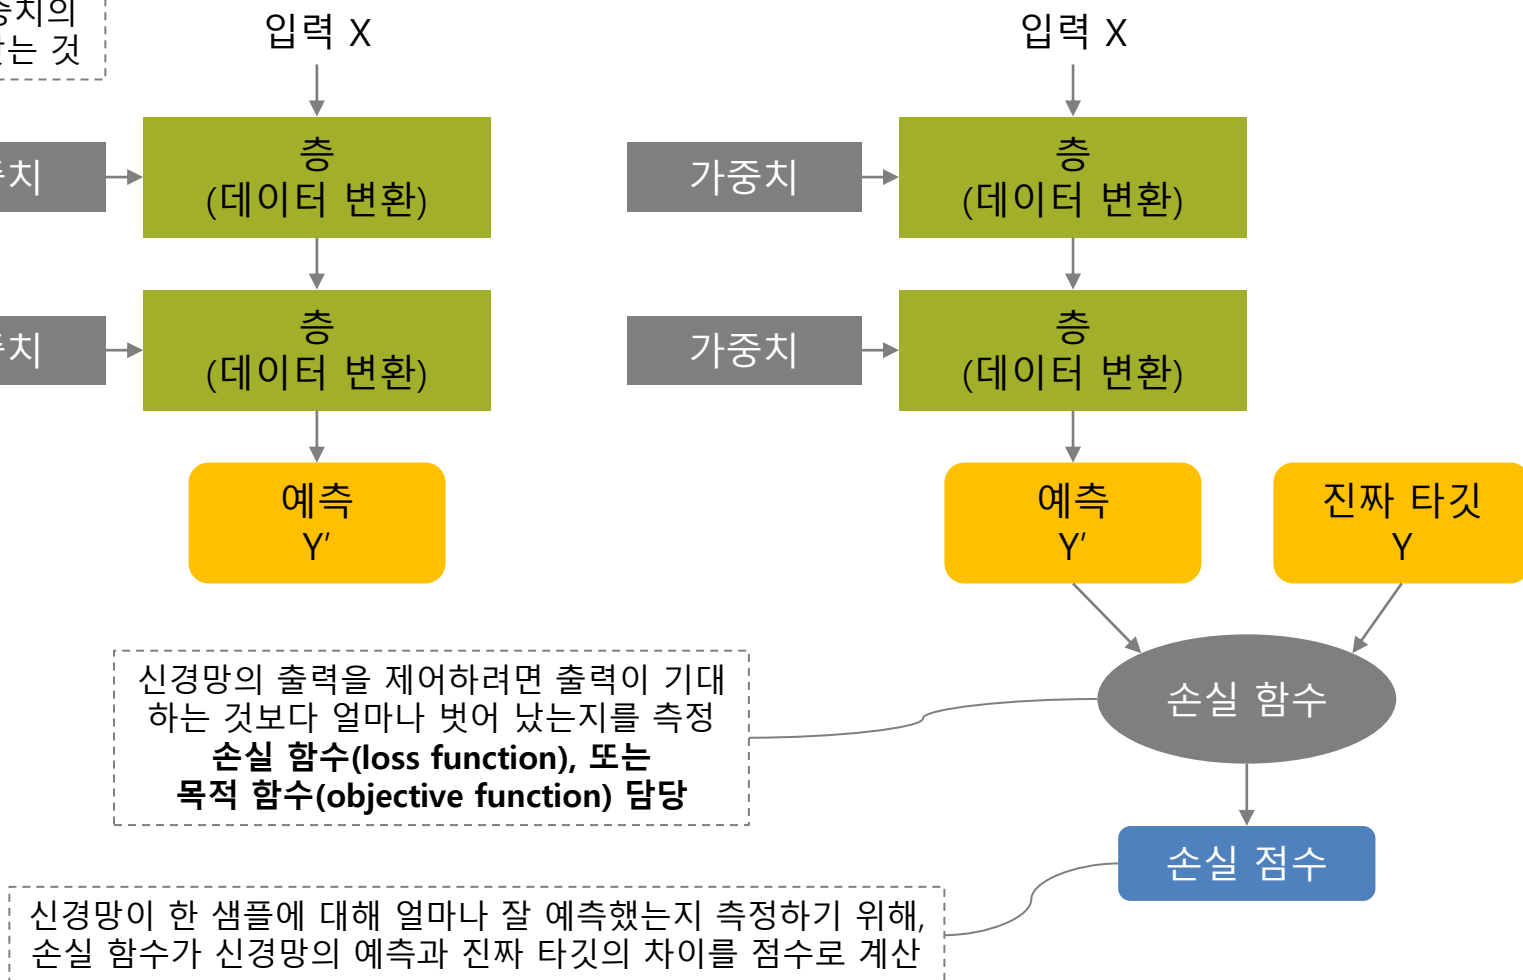 입력 X
층
(데이터 변환)
층
(데이터 변환)
예측
Y'
입력 X
가중치
층
(데이터 변환)
가중치
층
(데이터 변환)
예측
Y'
진짜 타깃
Y
손실 함수
손실 점수
신경망의 출력을 제어하려면 출력이 기대
하는 것보다 얼마나 벗어 났는지를 측정
손실 함수(loss function), 또는
목적 함수(objective function) 담당
신경망이 한 샘플에 대해 얼마나 잘 예측했는지 측정하기 위해,
손실 함수가 신경망의 예측과 진짜 타깃의 차이를 점수로 계산